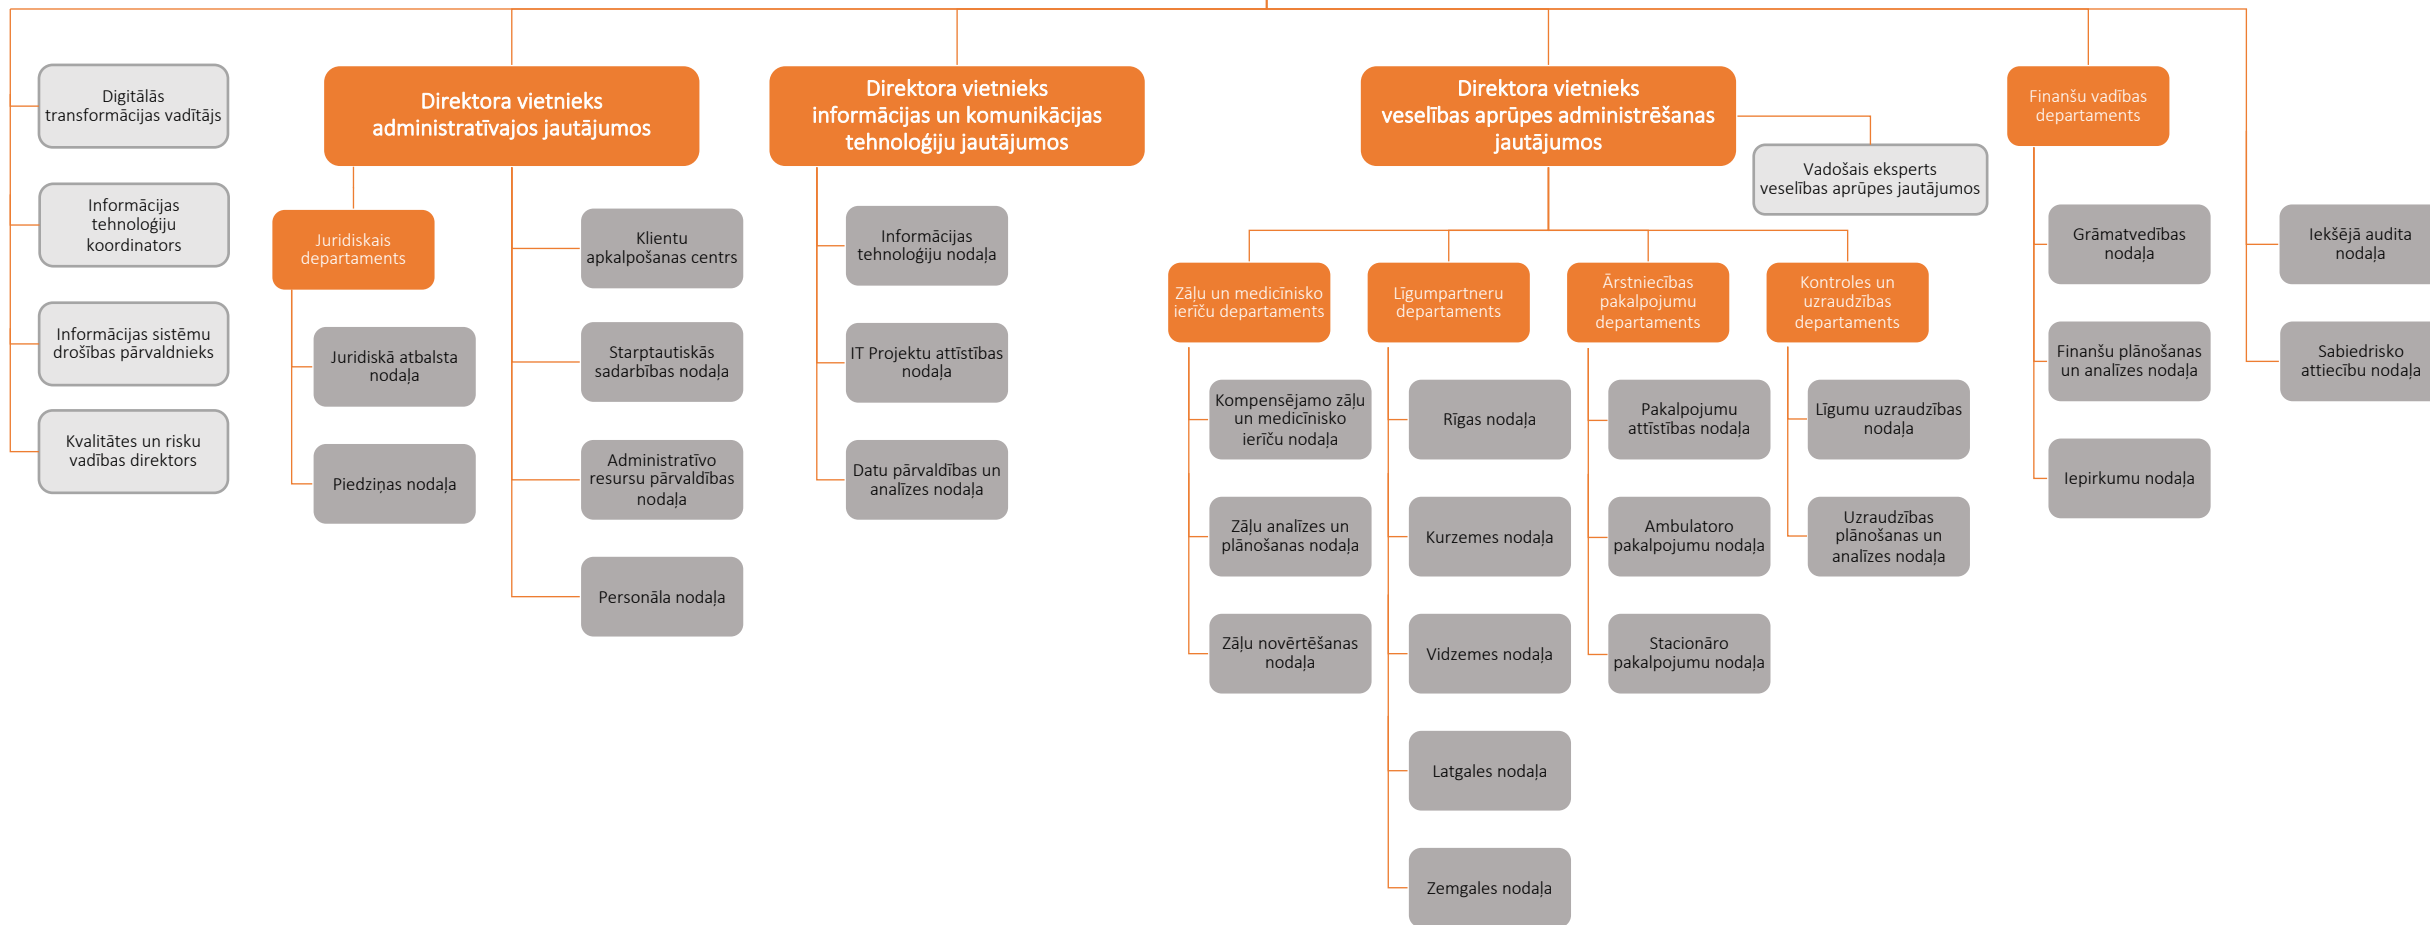 Digitālās
transformācijas vadītājs
Informācijas
tehnoloģiju
koordinators
Informācijas sistēmu
drošības pārvaldnieks
Kvalitātes un risku
vadības direktors
Direktora vietnieks
administratīvajos jautājumos
Juridiskais
departaments
Juridiskā atbalsta
nodaļa
Piedziņas nodaļa
Klientu
apkalpošanas centrs
Starptautiskās
sadarbības nodaļa
Administratīvo
resursu pārvaldības
nodaļa
Personāla nodaļa
Direktora vietnieks
informācijas un komunikācijas
tehnoloģiju jautājumos
Informācijas
tehnoloģiju nodaļa
IT Projektu attīstības
nodaļa
Datu pārvaldības un
analīzes nodaļa
Direktora vietnieks
veselības aprūpes administrēšanas
jautājumos
Vadošais eksperts
veselības aprūpes jautājumos
Zāļu un medicīnisko
ierīču departaments
Kompensējamo zāļu
un medicīnisko
ierīču nodaļa
Zāļu analīzes un
plānošanas nodaļa
Zāļu novērtēšanas
nodaļa
Līgumpartneru
departaments
Rīgas nodaļa
Kurzemes nodaļa
Vidzemes nodaļa
Latgales nodaļa
Zemgales nodaļa
Ārstniecības
pakalpojumu
departaments
Pakalpojumu
attīstības nodaļa
Ambulatoro
pakalpojumu nodaļa
Stacionāro
pakalpojumu nodaļa
Kontroles un
uzraudzības
departaments
Līgumu uzraudzības
nodaļa
Uzraudzības
plānošanas un
analīzes nodaļa
Finanšu vadības
departaments
Grāmatvedības
nodaļa
Finanšu plānošanas
un analīzes nodaļa
Iepirkumu nodaļa
Iekšējā audita
nodaļa
Sabiedrisko
attiecību nodaļa